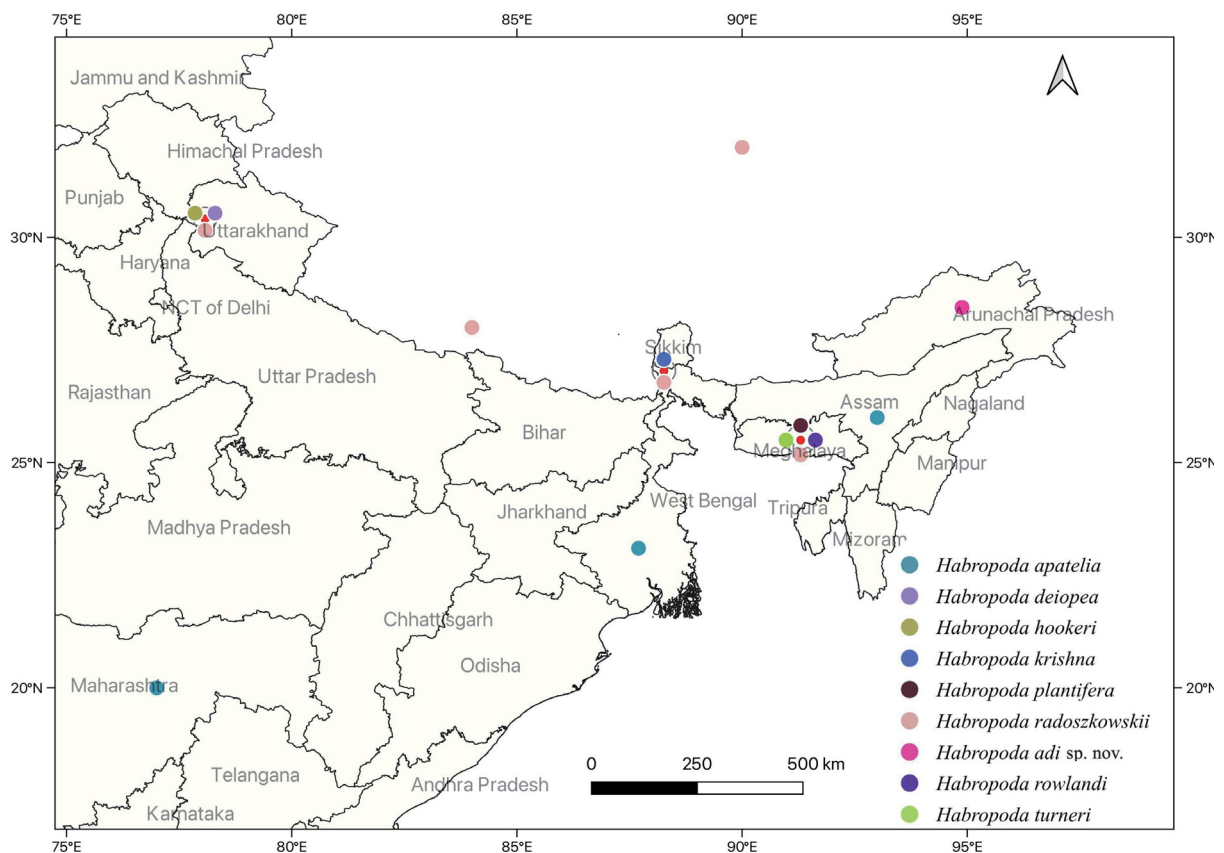 75°E 80°E 85°E 90°E 95°E
Jammu and Kashmir
Himachal Pradesh
Punjab
30°N 30°N
Uttarakhand
Haryana
NCT of Delhi
Arunachal Pradesh
Sikkim
Uttar Pradesh
Rajasthan
Assam
Nagaland
Bihar
Meghalaya
25°N 25°N
Manipur
West Bengal
Tripura
Jharkhand
Madhya Pradesh
Mizoram
Habropoda apatelia
Habropoda deiopea
Chhattisgarh
Habropoda hookeri
Odisha
Habropoda krishna
Maharashtra
20°N 20°N
Habropoda plantifera
Habropoda radoszkowskii
Habropoda adi sp. nov.
0 250 500 km
Telangana
Andhra Pradesh
Habropoda rowlandi
Karnataka
Habropoda turneri
75°E 80°E 85°E 90°E 95°E